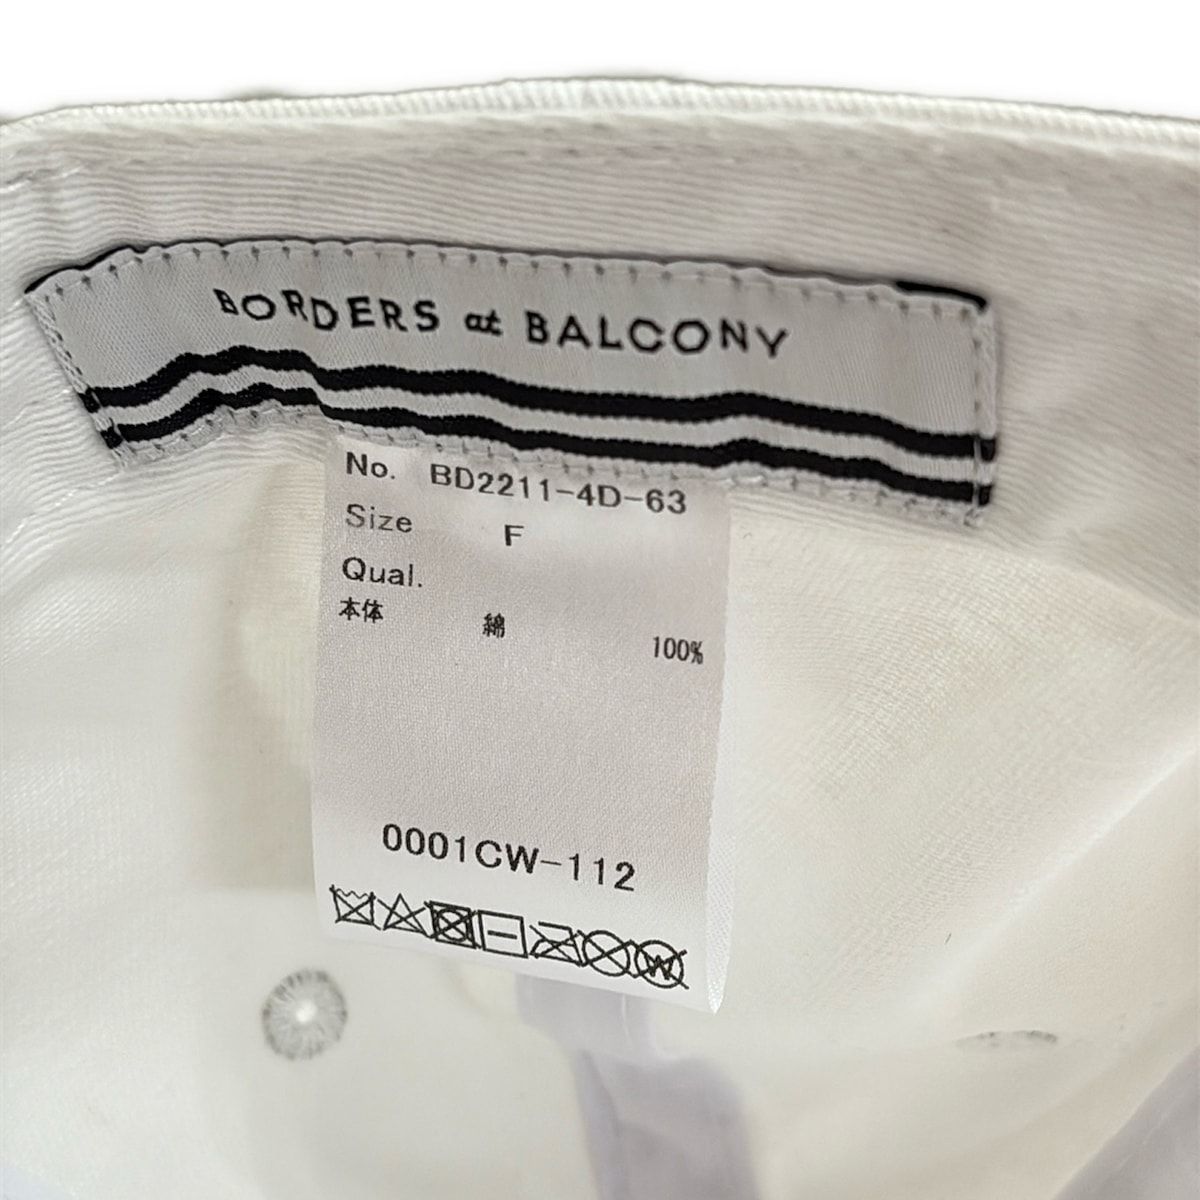 BORDERS at BALCONY
No. BD2211-4D-63
Size F
Qual.
本体 綿 100%
0001CW-112
W